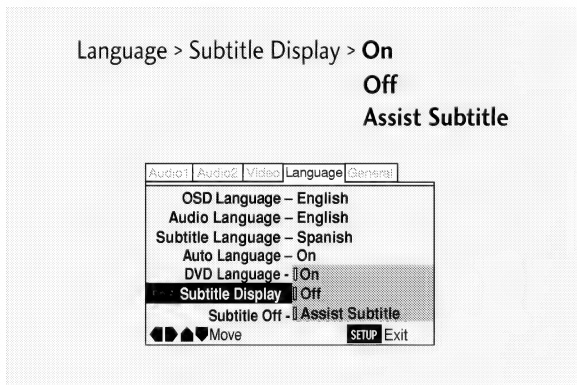 Language > Subtitle Display > On
Off
Assist Subtitle
Audio1 Audio2 Video Language General
OSD Language – English
Audio Language – English
Subtitle Language – Spanish
Auto Language – On
DVD Language - On
Subtitle Display Off
Subtitle Off - Assist Subtitle
Move SETUP Exit